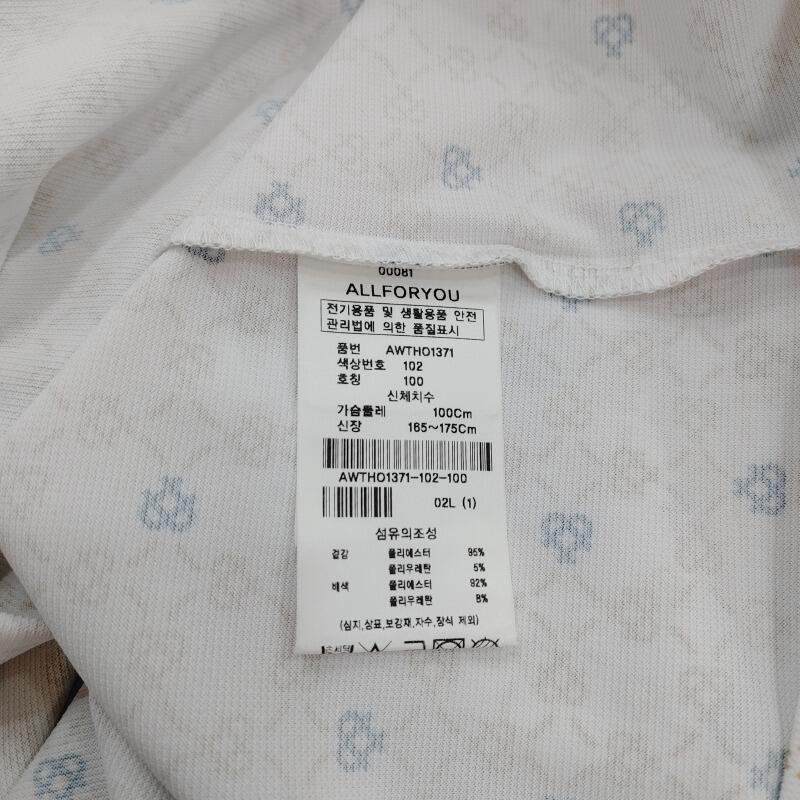 00081
ALLFORYOU
전기용품 및 생활용품 안전
관리법에 의한 품질표시
품번 AWTHO1371
색상번호 102
호칭 100
신체치수
가슴둘레 100Cm
신장 165~175Cm
AWTHO1371-102-100
02L (1)
섬유의조성
겉감 폴리에스터 95%
폴리우레탄 5%
배색 폴리에스터 92%
폴리우레탄 8%
(심지,상표,보강재,자수,장식 제외)